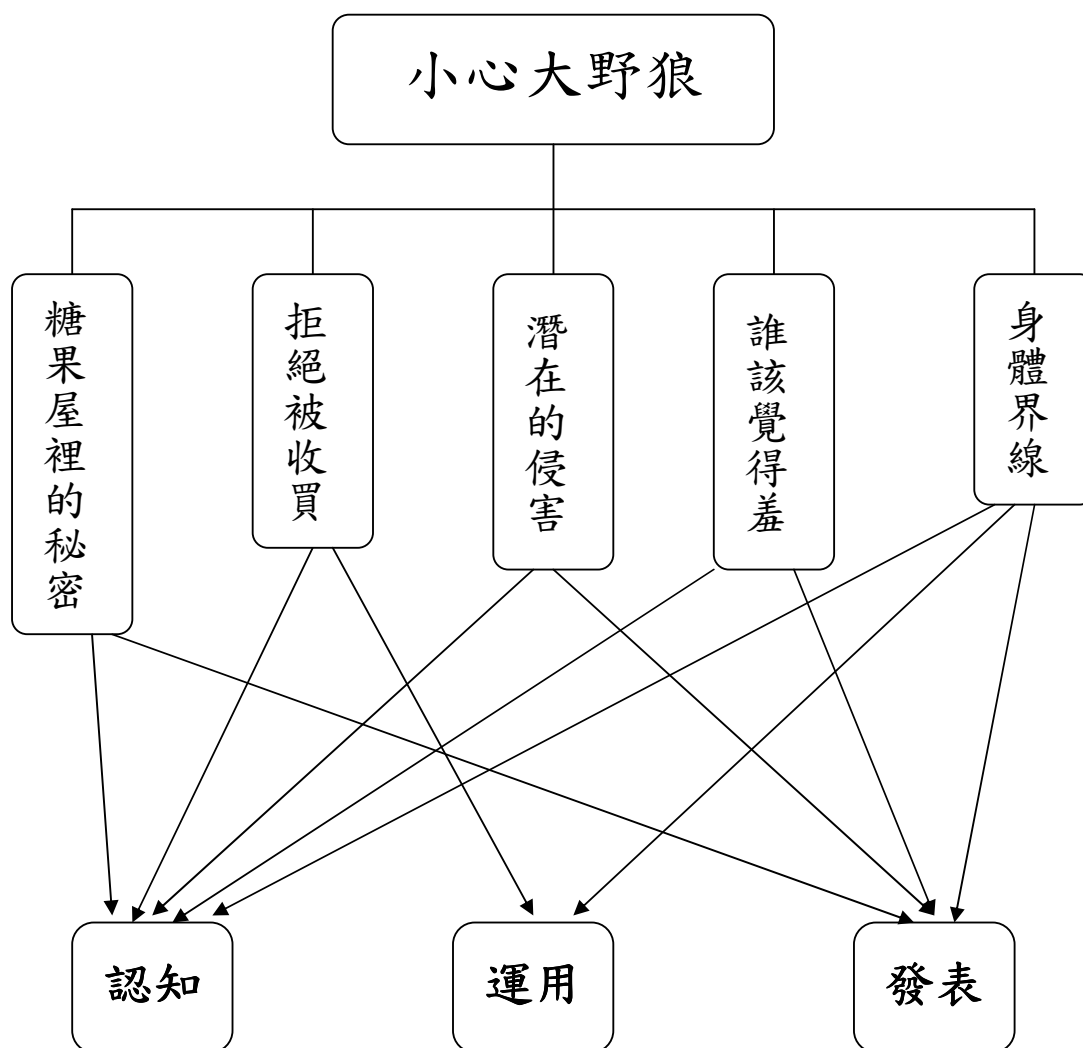 小心大野狼
糖果屋裡的秘密
拒絕被收買
潛在的侵害
誰該覺得羞
身體界線
認知
運用
發表